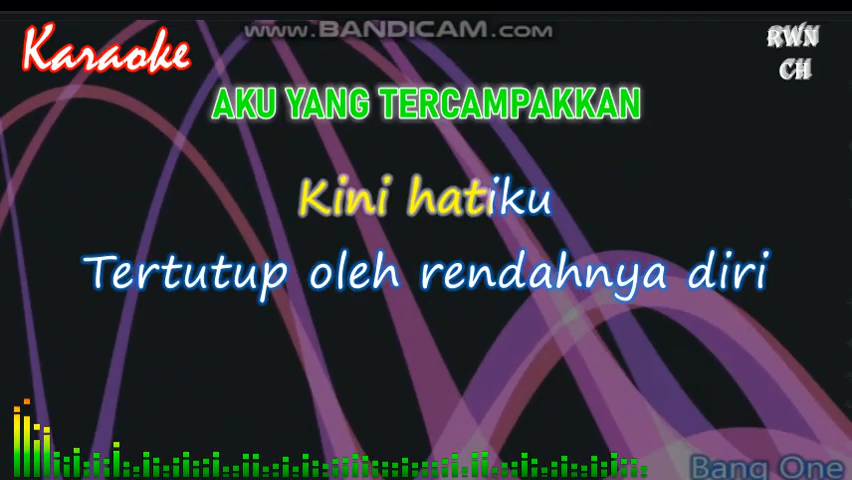 www.BANDICAM.com
Karaoke
RWN
CH
AKU YANG TERCAMPAKKAN
Kini hatiku
Tertutup oleh rendahnya diri
Bang One